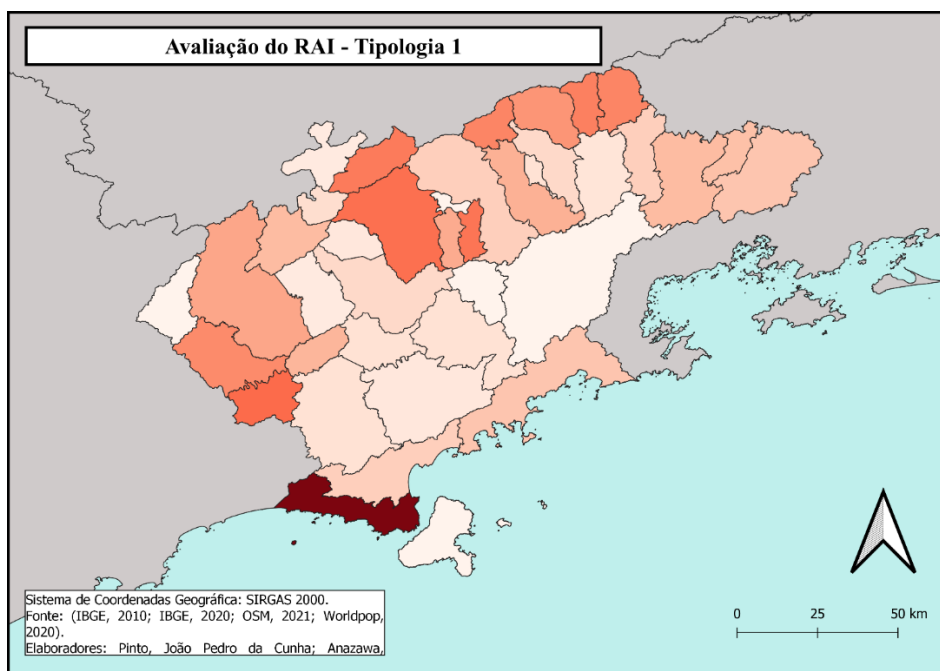 Avaliação do RAI - Tipologia 1
Sistema de Coordenadas Geográfica: SIRGAS 2000.
Fonte: (IBGE, 2010; IBGE, 2020; OSM, 2021; Worldpop,
2020).
Elaboradores: Pinto, João Pedro da Cunha; Anazawa,
0 25 50 km